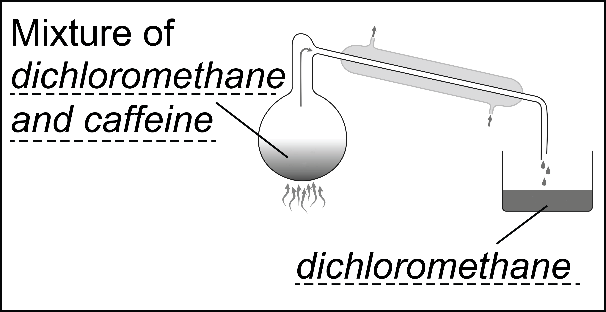 Mixture of
dichloromethane
and caffeine
dichloromethane